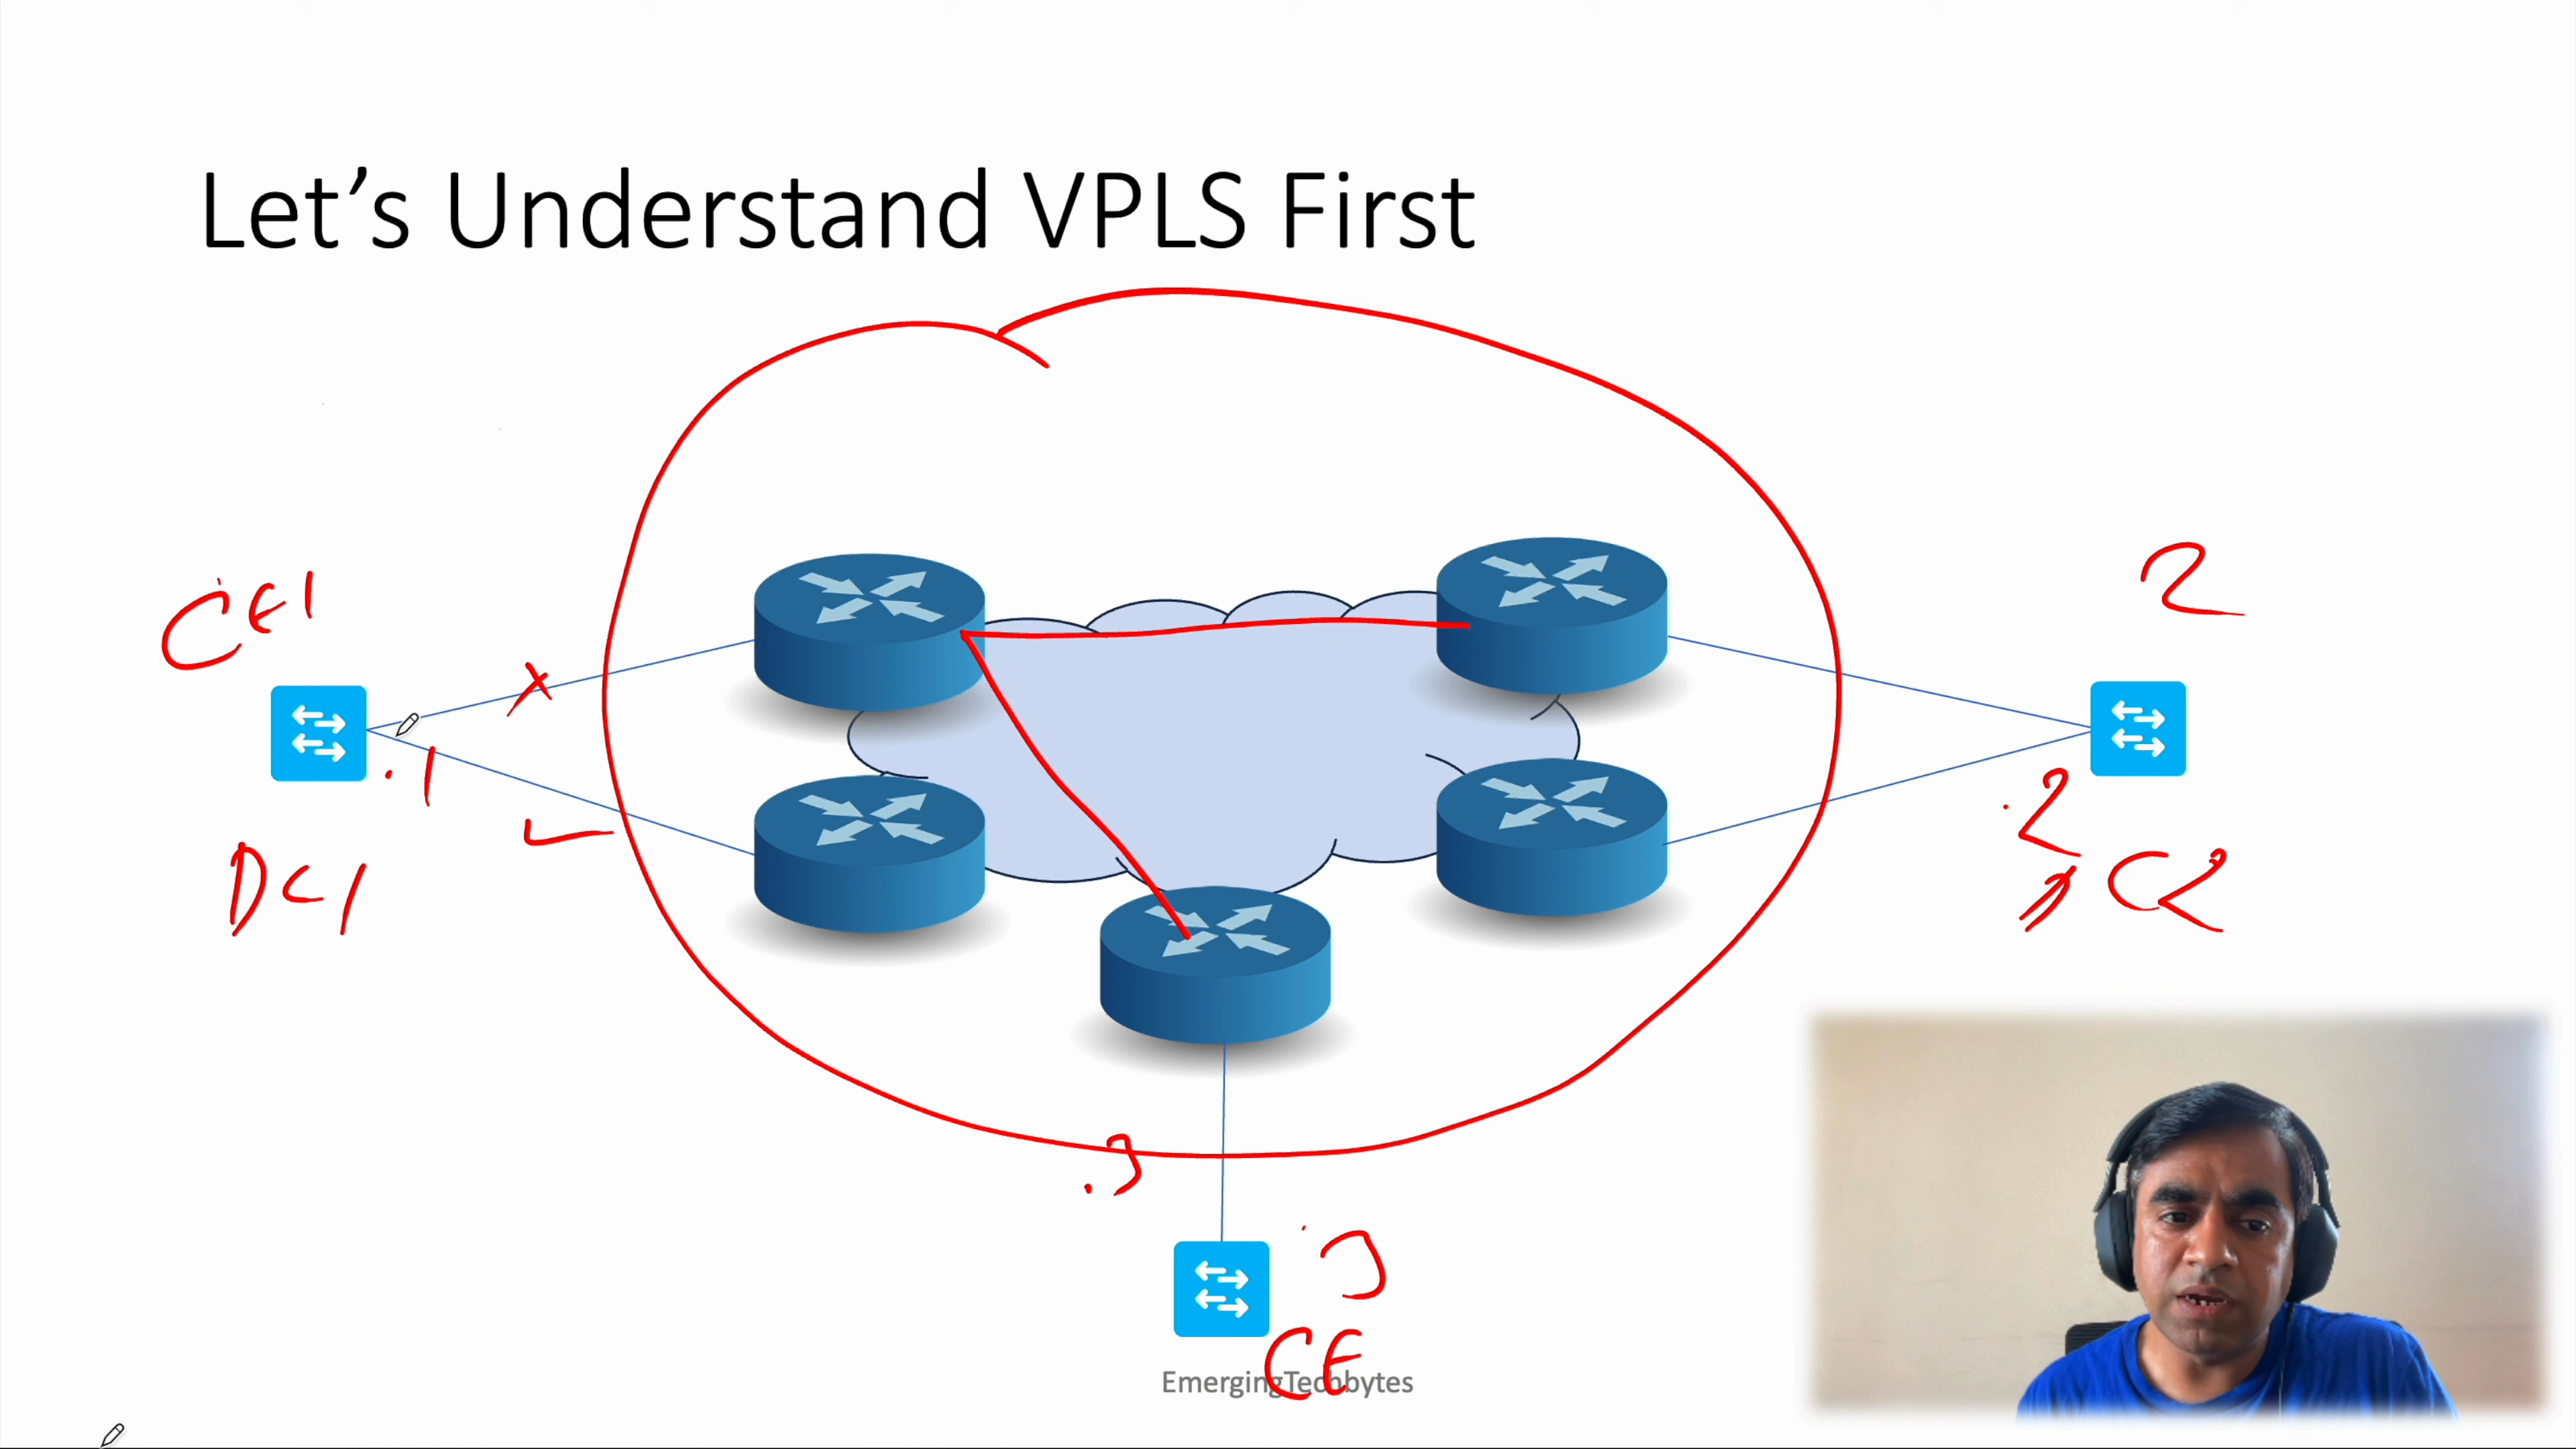 Let's Understand VPLS First
CE1
2
x
.1
.2
DC1
DC2
.3
3
CE
EmergingTechbytes